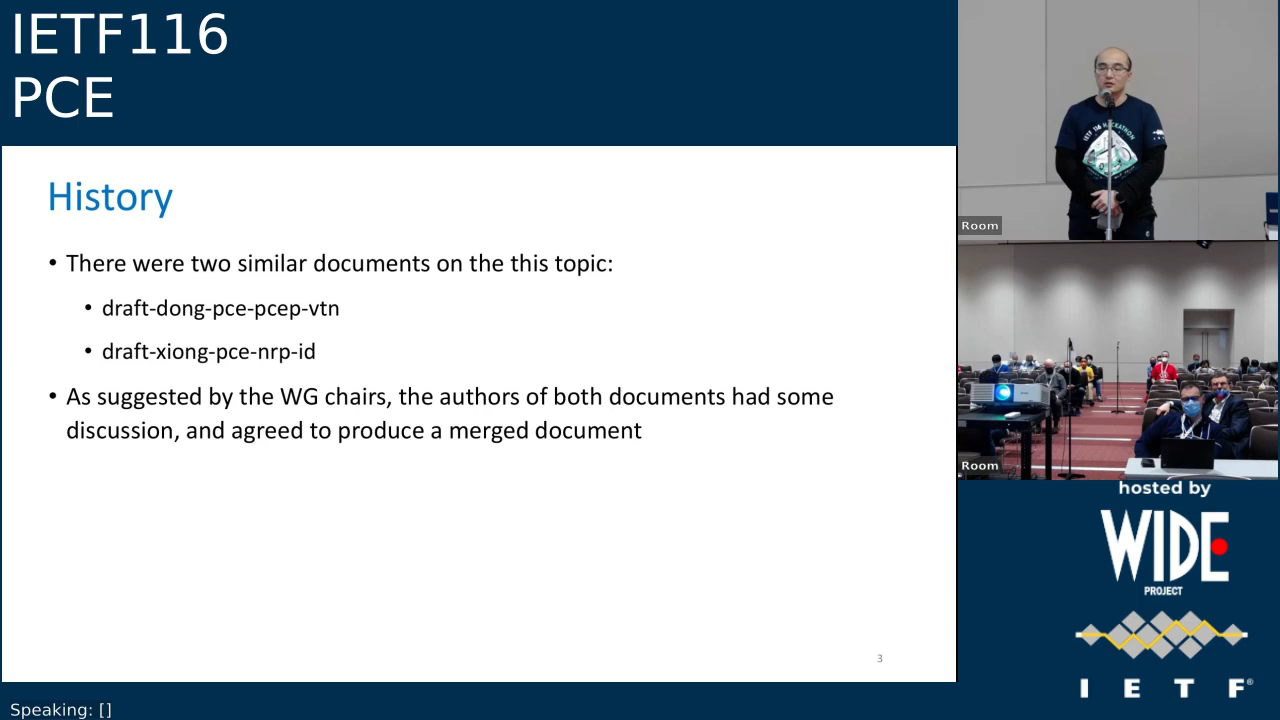 IETF116
PCE
History
• There were two similar documents on the this topic:
• draft-dong-pce-pcep-vtn
• draft-xiong-pce-nrp-id
• As suggested by the WG chairs, the authors of both documents had some
discussion, and agreed to produce a merged document
3
Speaking: []
IETF 116 HACKATHON
Room
Room
hosted by
WIDE
PROJECT
I E T F®